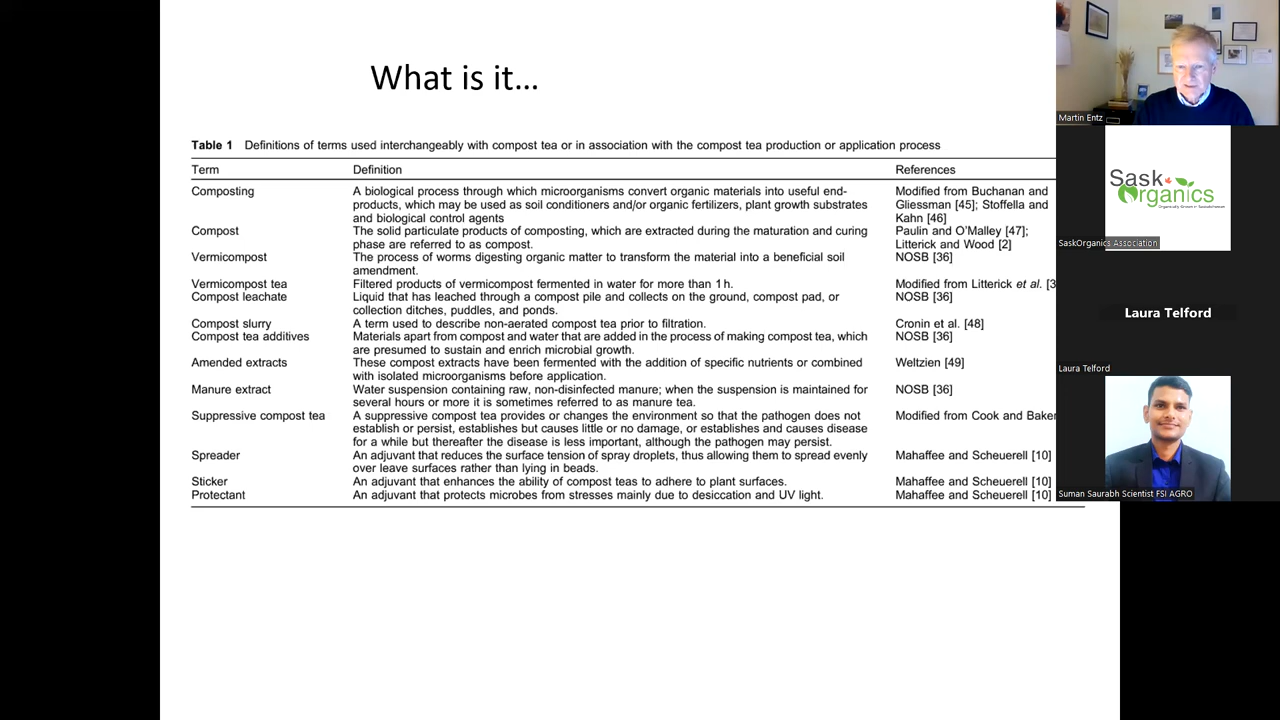 What is it...
Table 1 Definitions of terms used interchangeably with compost tea or in association with the compost tea production or application process
Term Definition References
Composting A biological process through which microorganisms convert organic materials into useful end- Modified from Buchanan and
products, which may be used as soil conditioners and/or organic fertilizers, plant growth substrates Gliessman [45]; Stoffella and
and biological control agents Kahn [46]
Compost The solid particulate products of composting, which are extracted during the maturation and curing Paulin and O'Malley [47];
phase are referred to as compost. Litterick and Wood [2]
Vermicompost The process of worms digesting organic matter to transform the material into a beneficial soil NOSB [36]
amendment.
Vermicompost tea Filtered products of vermicompost fermented in water for more than 1 h. Modified from Litterick et al. [3
Compost leachate Liquid that has leached through a compost pile and collects on the ground, compost pad, or NOSB [36]
collection ditches, puddles, and ponds.
Compost slurry A term used to describe non-aerated compost tea prior to filtration. Cronin et al. [48]
Compost tea additives Materials apart from compost and water that are added in the process of making compost tea, which NOSB [36]
are presumed to sustain and enrich microbial growth.
Amended extracts These compost extracts have been fermented with the addition of specific nutrients or combined Weltzien [49]
with isolated microorganisms before application.
Manure extract Water suspension containing raw, non-disinfected manure; when the suspension is maintained for NOSB [36]
several hours or more it is sometimes referred to as manure tea.
Suppressive compost tea A suppressive compost tea provides or changes the environment so that the pathogen does not Modified from Cook and Baker
establish or persist, establishes but causes little or no damage, or establishes and causes disease
for a while but thereafter the disease is less important, although the pathogen may persist.
Spreader An adjuvant that reduces the surface tension of spray droplets, thus allowing them to spread evenly Mahaffee and Scheuerell [10]
over leave surfaces rather than lying in beads.
Sticker An adjuvant that enhances the ability of compost teas to adhere to plant surfaces. Mahaffee and Scheuerell [10]
Protectant An adjuvant that protects microbes from stresses mainly due to desiccation and UV light. Mahaffee and Scheuerell [10]
Martin Entz
Sask
Organics
Organically Grown in Saskatchewan
SaskOrganics Association
Laura Telford
Laura Telford
Suman Saurabh Scientist FSI AGRO